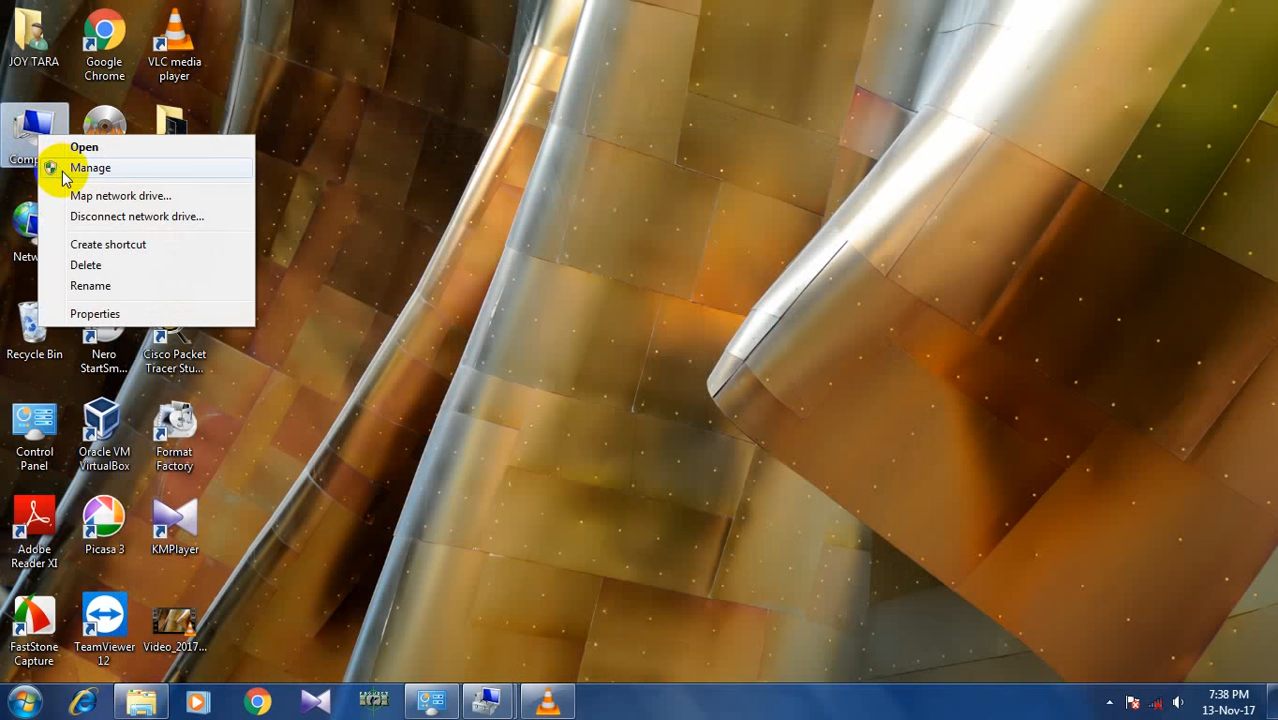 JOY TARA
Google
Chrome
VLC media
player
Comp
Open
Manage
Map network drive...
Disconnect network drive...
Create shortcut
Delete
Rename
Properties
Netw
Recycle Bin
Nero
StartSm...
Cisco Packet
Tracer Stu...
Control
Panel
Oracle VM
VirtualBox
Format
Factory
Adobe
Reader XI
Picasa 3
KMPlayer
FastStone
Capture
TeamViewer
12
Video_2017...
7:38 PM
13-Nov-17